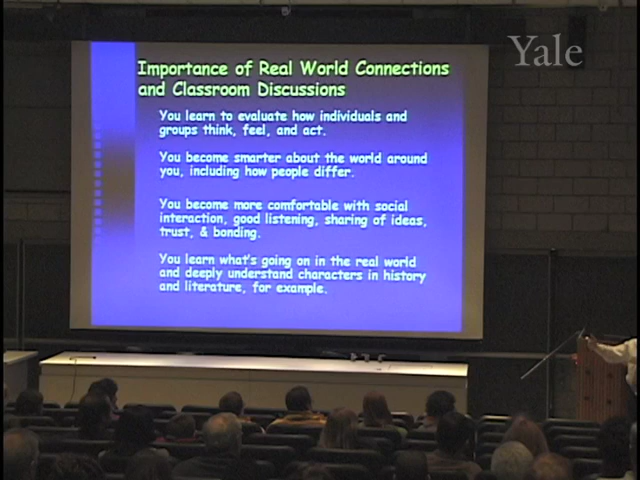 Yale
Importance of Real World Connections
and Classroom Discussions
You learn to evaluate how individuals and
groups think, feel, and act.
You become smarter about the world around
you, including how people differ.
You become more comfortable with social
interaction, good listening, sharing of ideas,
trust, & bonding.
You learn what's going on in the real world
and deeply understand characters in history
and literature, for example.